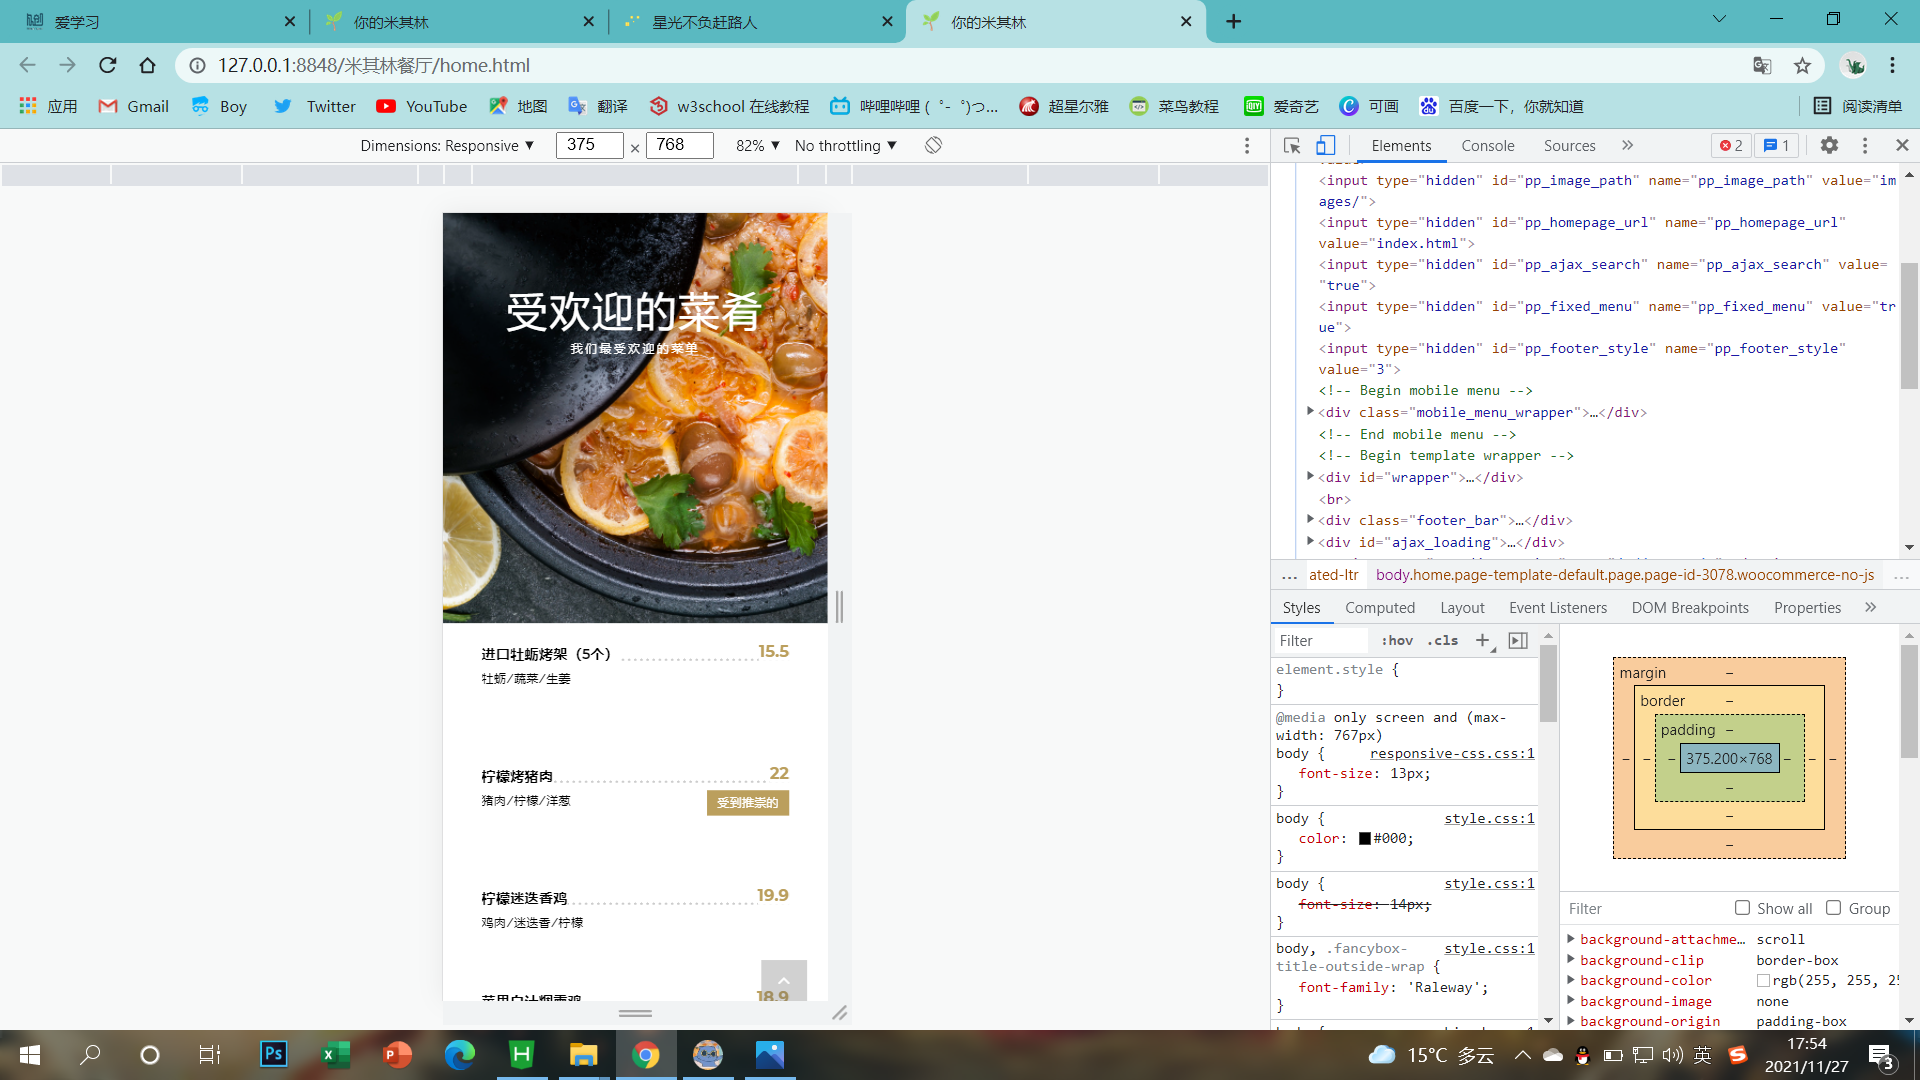 爱学习
你的米其林
星光不负赶路人
你的米其林
127.0.0.1:8848/米其林餐厅/home.html
应用
Gmail
Boy
Twitter
YouTube
地图
翻译
w3school 在线教程
哔哩哔哩 (゜-゜)つ...
超星尔雅
菜鸟教程
爱奇艺
可画
百度一下，你就知道
阅读清单
Dimensions: Responsive ▼
375
×
768
82% ▼
No throttling ▼
Elements
Console
Sources
»
2
1
<input type="hidden" id="pp_image_path" name="pp_image_path" value="im
ages/">
<input type="hidden" id="pp_homepage_url" name="pp_homepage_url"
value="index.html">
<input type="hidden" id="pp_ajax_search" name="pp_ajax_search" value=
"true">
<input type="hidden" id="pp_fixed_menu" name="pp_fixed_menu" value="tr
ue">
<input type="hidden" id="pp_footer_style" name="pp_footer_style"
value="3">
<!-- Begin mobile menu -->
<div class="mobile_menu_wrapper">…</div>
<!-- End mobile menu -->
<!-- Begin template wrapper -->
<div id="wrapper">…</div>
<br>
<div class="footer_bar">…</div>
<div id="ajax_loading">…</div>
... ated-ltr body.home.page-template-default.page.page-id-3078.woocommerce-no-js ...
Styles
Computed
Layout
Event Listeners
DOM Breakpoints
Properties
»
Filter
:hov
.cls
+
element.style {
}
@media only screen and (max-
width: 767px)
body { responsive-css.css:1
font-size: 13px;
}
body { style.css:1
color: #000;
}
body { style.css:1
font-size: 14px;
}
body, .fancybox- style.css:1
title-outside-wrap {
font-family: 'Raleway';
}
margin –
border –
padding –
– – – 375.200×768 – – –
–
–
–
Filter
Show all
Group
background-attachme… scroll
background-clip border-box
background-color rgb(255, 255, 25
background-image none
background-origin padding-box
受欢迎的菜肴
我们最受欢迎的菜单
进口牡蛎烤架（5个） 15.5
牡蛎/蔬菜/生姜
柠檬烤猪肉 22
猪肉/柠檬/洋葱 受到推崇的
柠檬迷迭香鸡 19.9
鸡肉/迷迭香/柠檬
18.9
Ps
15°C 多云
英
17:54
2021/11/27
3